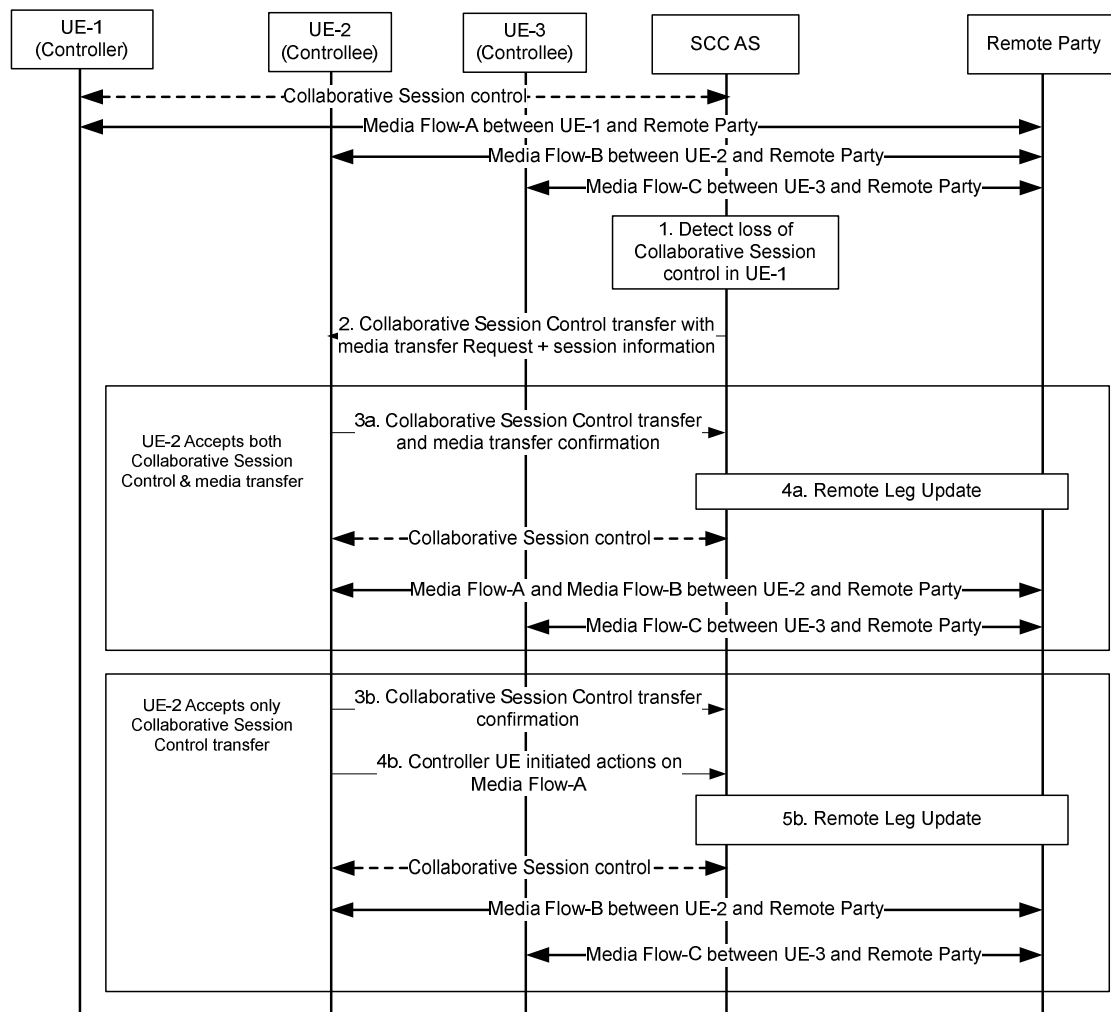 UE-1
(Controller)
UE-2
(Controllee)
UE-3
(Controllee)
SCC AS
Remote Party
Collaborative Session control
Media Flow-A between UE-1 and Remote Party
Media Flow-B between UE-2 and Remote Party
Media Flow-C between UE-3 and Remote Party
1. Detect loss of
Collaborative Session
control in UE-1
2. Collaborative Session Control transfer with
media transfer Request + session information
UE-2 Accepts both
Collaborative Session
Control & media transfer
3a. Collaborative Session Control transfer
and media transfer confirmation
4a. Remote Leg Update
Collaborative Session control
Media Flow-A and Media Flow-B between UE-2 and Remote Party
Media Flow-C between UE-3 and Remote Party
UE-2 Accepts only
Collaborative Session
Control transfer
3b. Collaborative Session Control transfer
confirmation
4b. Controller UE initiated actions on
Media Flow-A
5b. Remote Leg Update
Collaborative Session control
Media Flow-B between UE-2 and Remote Party
Media Flow-C between UE-3 and Remote Party